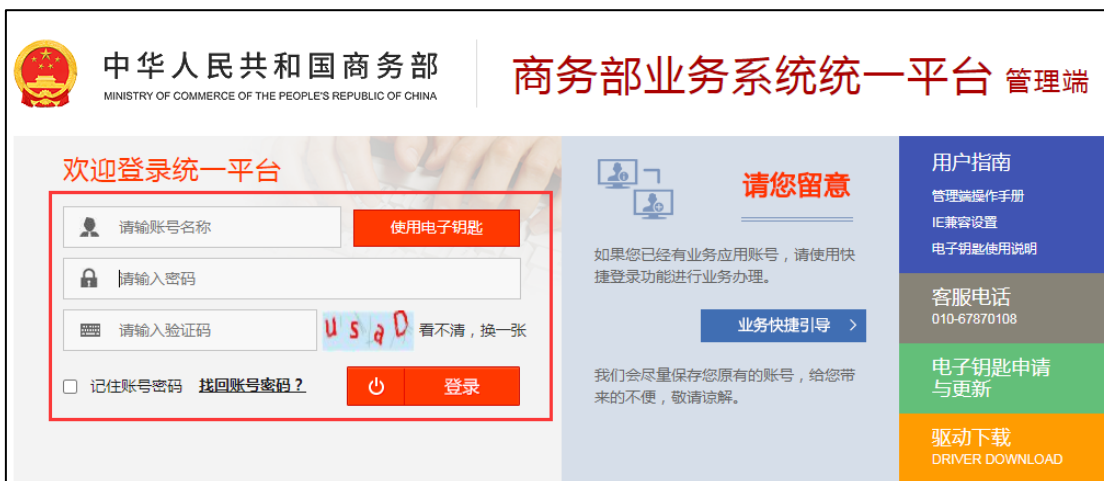 中华人民共和国商务部
MINISTRY OF COMMERCE OF THE PEOPLE'S REPUBLIC OF CHINA
商务部业务系统统一平台 管理端
欢迎登录统一平台
请输账号名称
使用电子钥匙
请输入密码
请输入验证码
usaD
看不清，换一张
记住账号密码
找回账号密码？
登录
请您留意
如果您已经有业务应用账号，请使用快
捷登录功能进行业务办理。
业务快捷引导
我们会尽量保存您原有的账号，给您带
来的不便，敬请谅解。
用户指南
管理端操作手册
IE兼容设置
电子钥匙使用说明
客服电话
010-67870108
电子钥匙申请
与更新
驱动下载
DRIVER DOWNLOAD